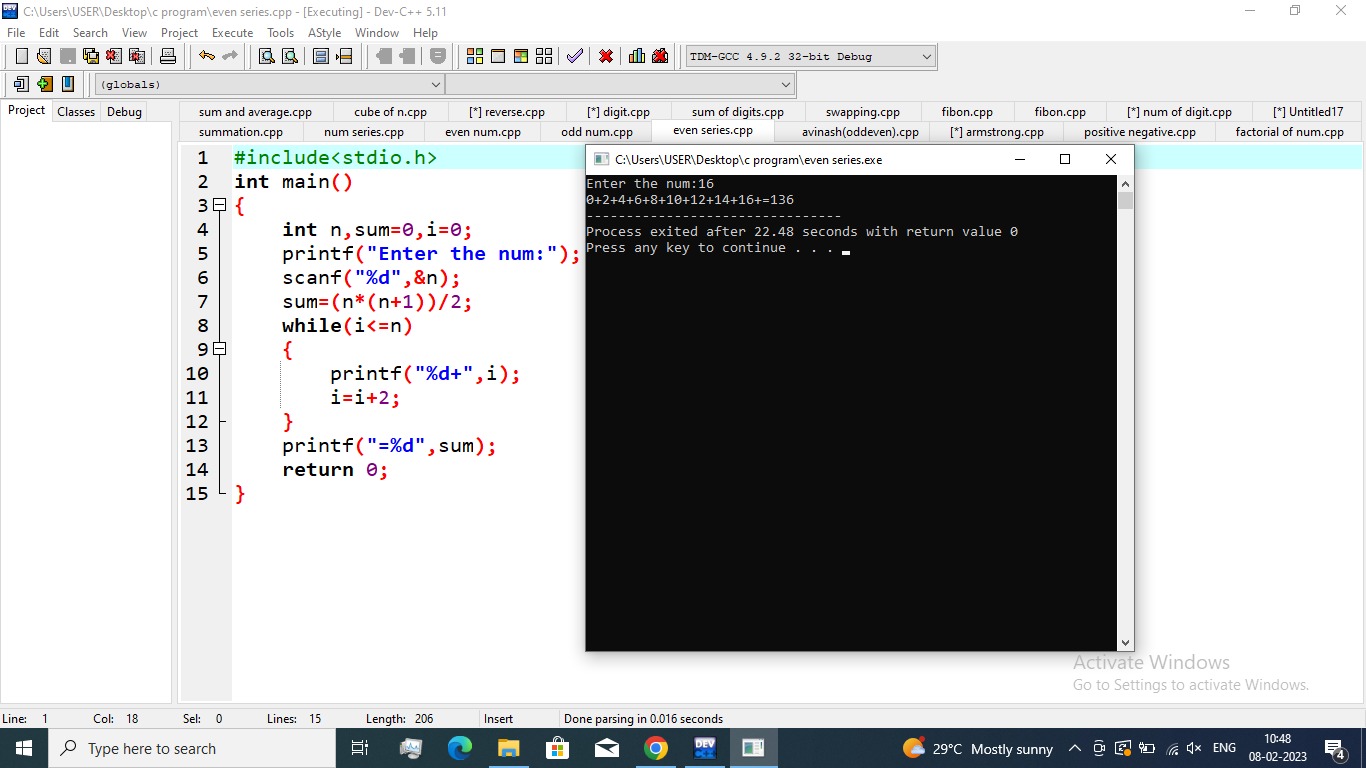 C:\Users\USER\Desktop\c program\even series.cpp - [Executing] - Dev-C++ 5.11
File Edit Search View Project Execute Tools AStyle Window Help
TDM-GCC 4.9.2 32-bit Debug
(globals)
Project Classes Debug
sum and average.cpp cube of n.cpp [*] reverse.cpp [*] digit.cpp sum of digits.cpp swapping.cpp fibon.cpp fibon.cpp [*] num of digit.cpp [*] Untitled17
summation.cpp num series.cpp even num.cpp odd num.cpp even series.cpp avinash(oddeven).cpp [*] armstrong.cpp positive negative.cpp factorial of num.cpp
1 #include<stdio.h>
2 int main()
3 {
4 int n,sum=0,i=0;
5 printf("Enter the num:");
6 scanf("%d",&n);
7 sum=(n*(n+1))/2;
8 while(i<=n)
9 {
10 printf("%d+",i);
11 i=i+2;
12 }
13 printf("=%d",sum);
14 return 0;
15 }
C:\Users\USER\Desktop\c program\even series.exe
Enter the num:16
0+2+4+6+8+10+12+14+16+=136
--------------------------------
Process exited after 22.48 seconds with return value 0
Press any key to continue . . .
Activate Windows
Go to Settings to activate Windows.
Line: 1 Col: 18 Sel: 0 Lines: 15 Length: 206 Insert Done parsing in 0.016 seconds
Type here to search
DEV
29°C Mostly sunny
ENG
10:48
08-02-2023
4